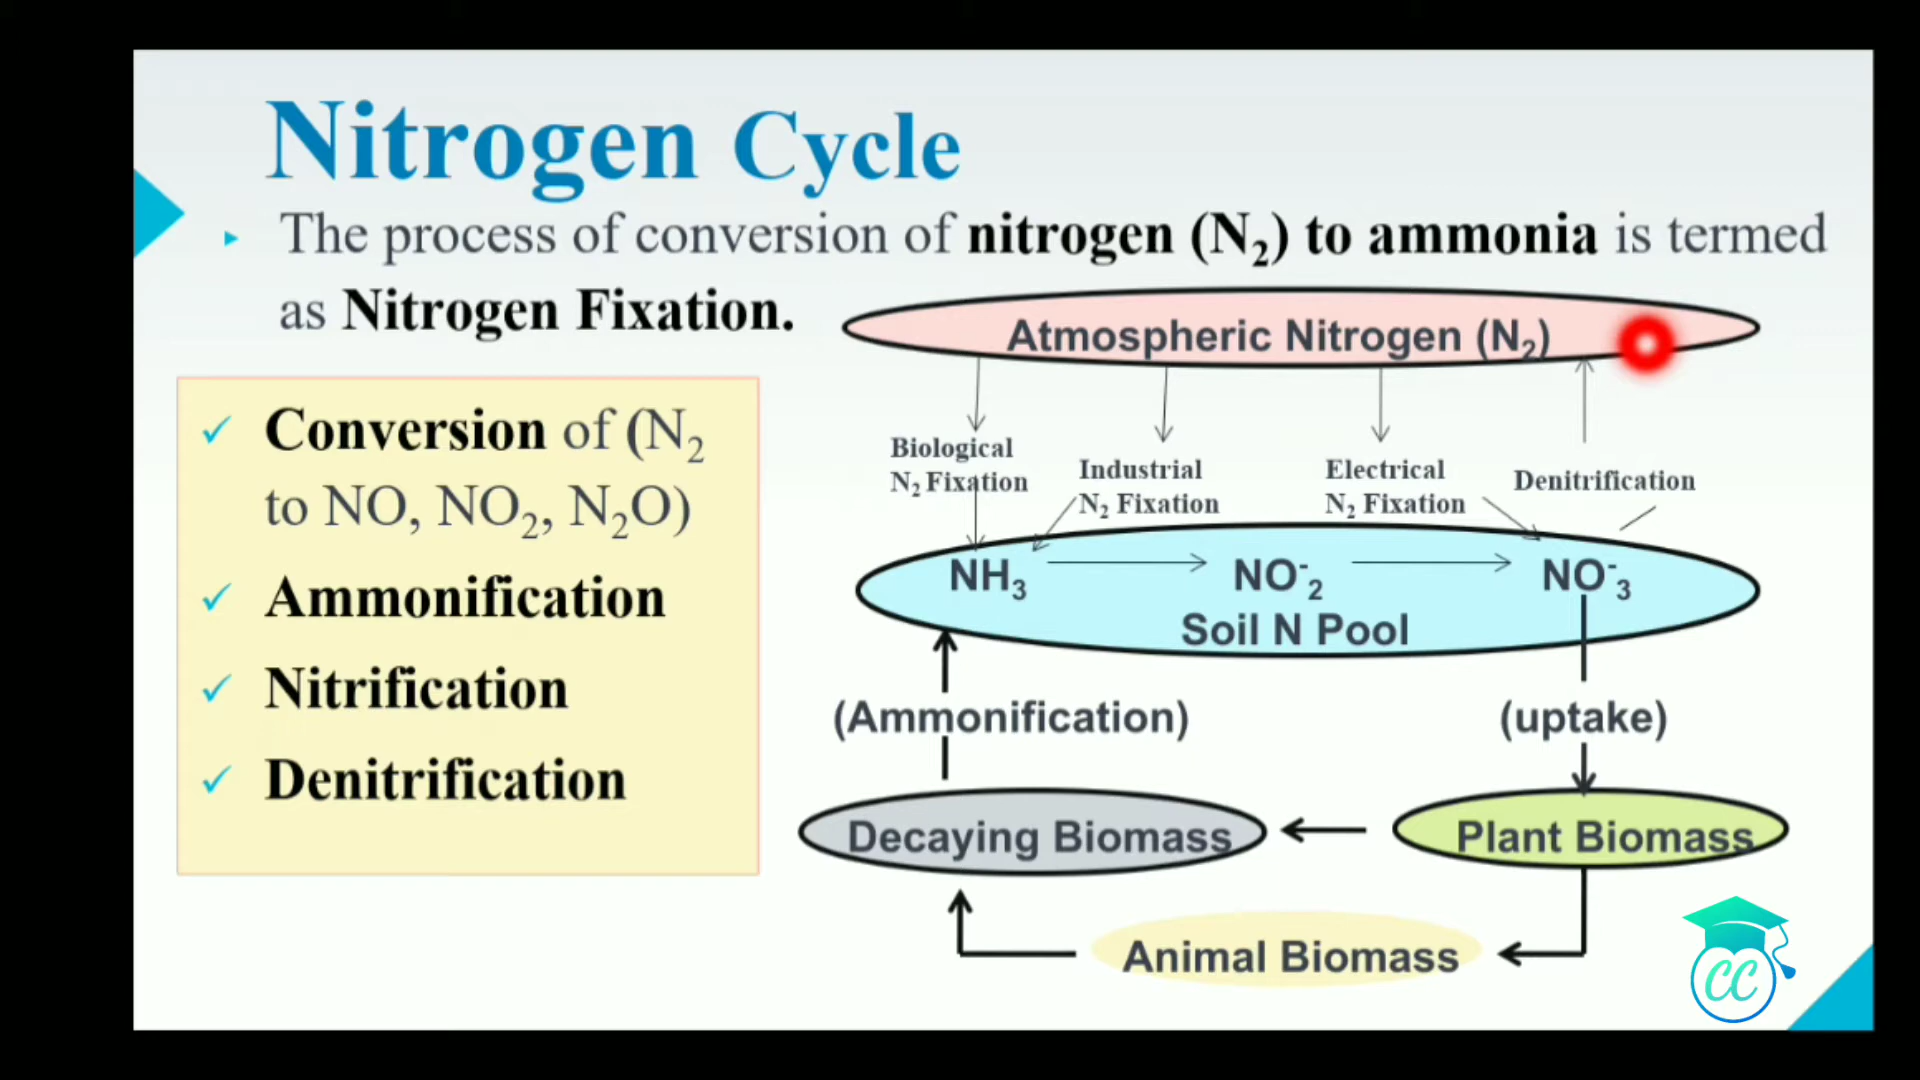 Nitrogen Cycle
The process of conversion of nitrogen (N₂) to ammonia is termed
as Nitrogen Fixation.
Conversion of (N₂
to NO, NO₂, N₂O)
Ammonification
Nitrification
Denitrification
Atmospheric Nitrogen (N₂)
Biological
N₂ Fixation
Industrial
N₂ Fixation
Electrical
N₂ Fixation
Denitrification
NH₃ NO⁻₂ NO⁻₃
Soil N Pool
(Ammonification) (uptake)
Decaying Biomass Plant Biomass
Animal Biomass
CC